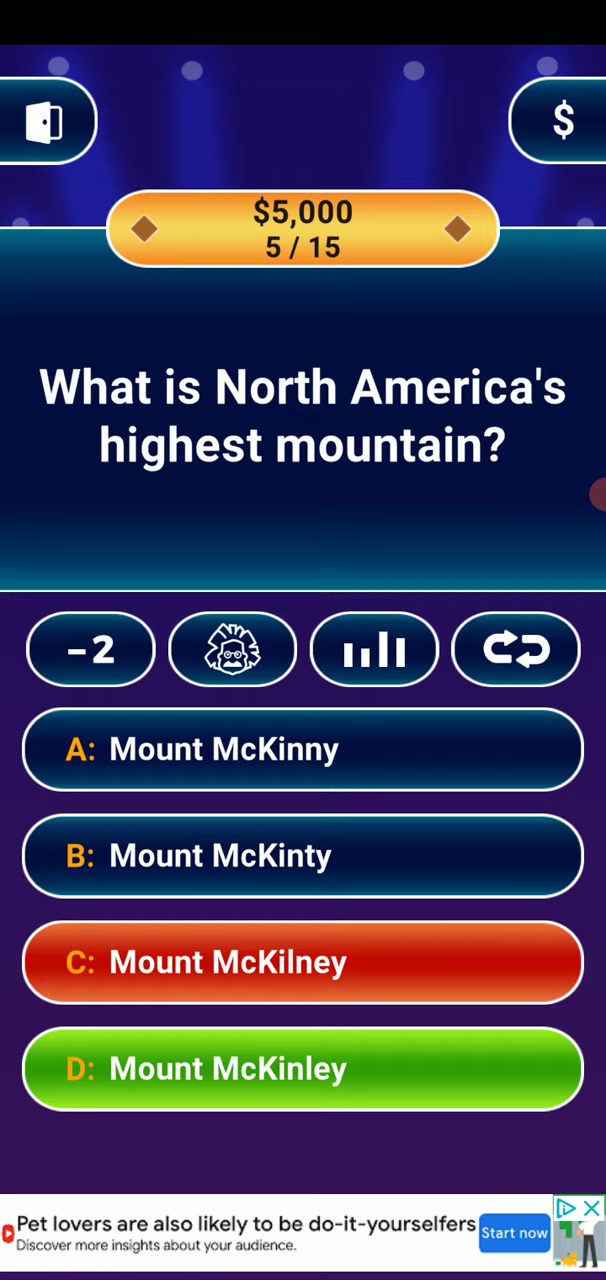 $
$5,000
5 / 15
What is North America's
highest mountain?
-2
A: Mount McKinny
B: Mount McKinty
C: Mount McKilney
D: Mount McKinley
Pet lovers are also likely to be do-it-yourselfers
Discover more insights about your audience.
Start now